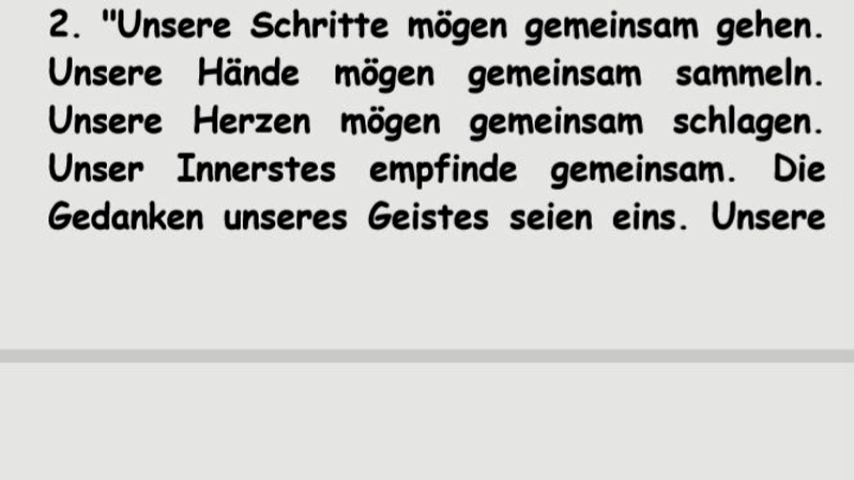 2. "Unsere Schritte mögen gemeinsam gehen.
Unsere Hände mögen gemeinsam sammeln.
Unsere Herzen mögen gemeinsam schlagen.
Unser Innerstes empfinde gemeinsam. Die
Gedanken unseres Geistes seien eins. Unsere